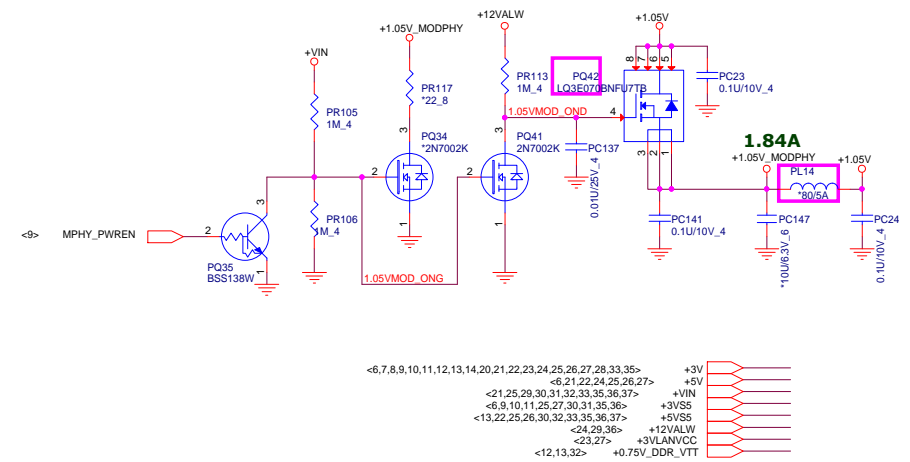 +12VALW
+1.05V
+1.05V_MODPHY
+VIN
8
7
6
5
PR117
*22_8
PR113
1M_4
PQ42
LQ3E070BNFU7TB
PC23
0.1U/10V_4
PR105
1M_4
1.05VMOD_OND
4
3
PQ34
*2N7002K
3
PQ41
2N7002K
PC137
0.01U/25V_4
3
2
1
1.84A
+1.05V_MODPHY
+1.05V
2
2
PL14
*80/5A
3
PR106
1M_4
1
1
PC141
0.1U/10V_4
PC147
*10U/6.3V_6
PC24
0.1U/10V_4
<9>
MPHY_PWREN
2
PQ35
BSS138W
1
1.05VMOD_ONG
<6,7,8,9,10,11,12,13,14,20,21,22,23,24,25,26,27,28,33,35> +3V
<6,21,22,24,25,26,27> +5V
<21,25,29,30,31,32,33,35,36,37> +VIN
<6,9,10,11,25,27,30,31,35,36> +3VS5
<13,22,25,26,30,32,33,35,36,37> +5VS5
<24,29,36> +12VALW
<23,27> +3VLANVCC
<12,13,32> +0.75V_DDR_VTT